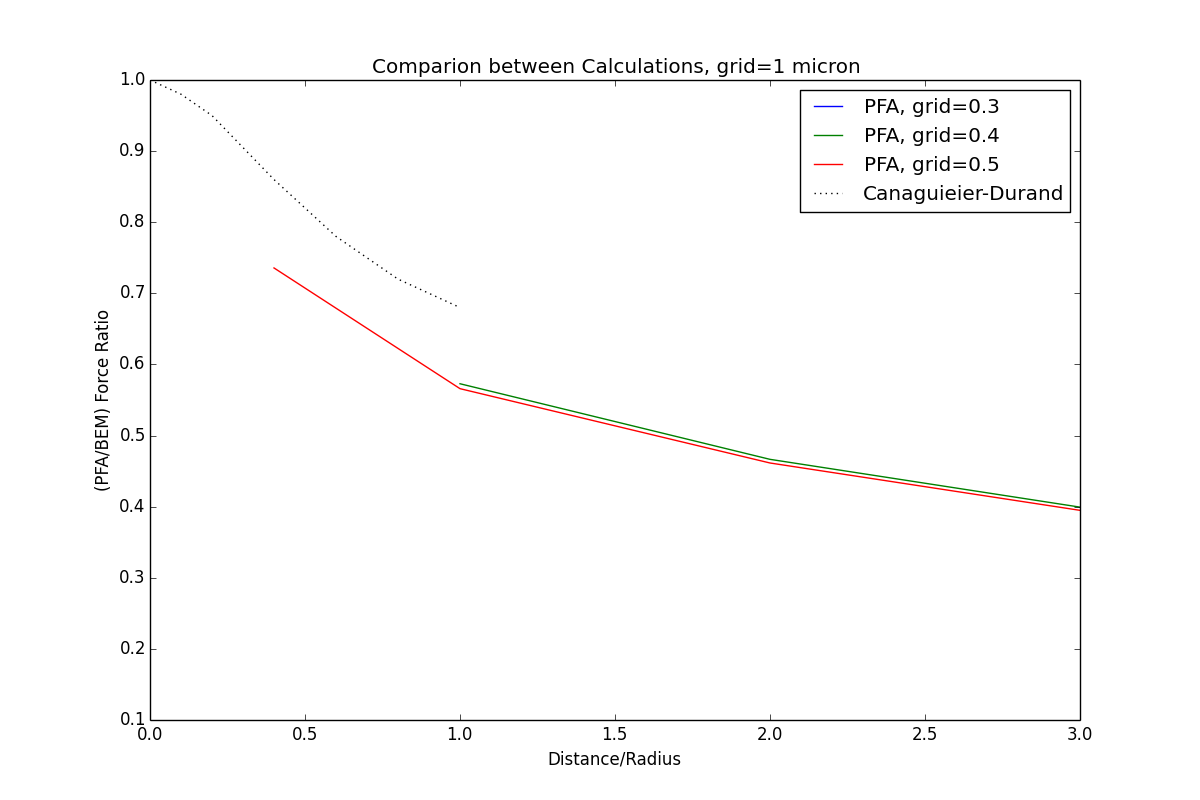 Comparion between Calculations, grid=1 micron
1.0
0.9
0.8
0.7
0.6
0.5
0.4
0.3
0.2
0.1
(PFA/BEM) Force Ratio
PFA, grid=0.3
PFA, grid=0.4
PFA, grid=0.5
Canaguieier-Durand
0.0 0.5 1.0 1.5 2.0 2.5 3.0
Distance/Radius